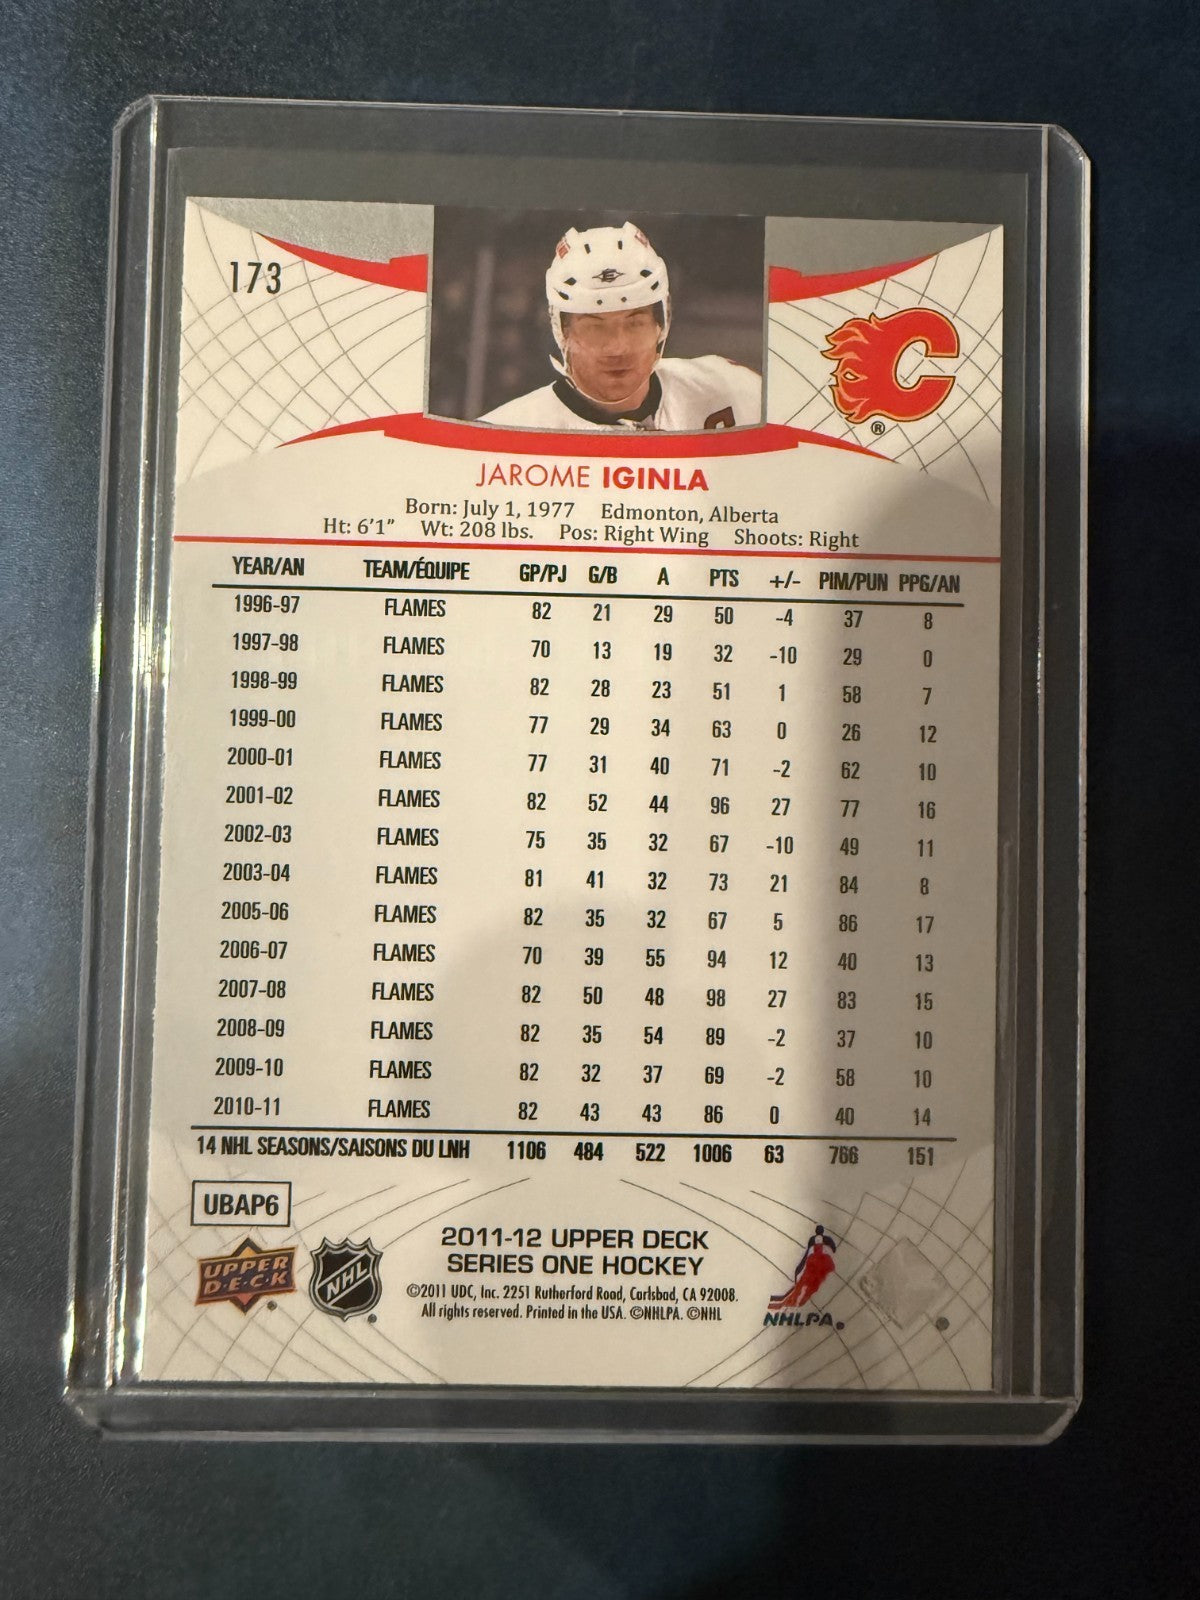 173
®
JAROME IGINLA
Born: July 1, 1977 Edmonton, Alberta
Ht: 6'1" Wt: 208 lbs. Pos: Right Wing Shoots: Right
YEAR/AN TEAM/ÉQUIPE GP/PJ G/B A PTS +/- PIM/PUN PPG/AN
1996-97 FLAMES 82 21 29 50 -4 37 8
1997-98 FLAMES 70 13 19 32 -10 29 0
1998-99 FLAMES 82 28 23 51 1 58 7
1999-00 FLAMES 77 29 34 63 0 26 12
2000-01 FLAMES 77 31 40 71 -2 62 10
2001-02 FLAMES 82 52 44 96 27 77 16
2002-03 FLAMES 75 35 32 67 -10 49 11
2003-04 FLAMES 81 41 32 73 21 84 8
2005-06 FLAMES 82 35 32 67 5 86 17
2006-07 FLAMES 70 39 55 94 12 40 13
2007-08 FLAMES 82 50 48 98 27 83 15
2008-09 FLAMES 82 35 54 89 -2 37 10
2009-10 FLAMES 82 32 37 69 -2 58 10
2010-11 FLAMES 82 43 43 86 0 40 14
14 NHL SEASONS/SAISONS DU LNH 1106 484 522 1006 63 766 151
UBAP6
UPPER
D·E·C·K
NHL
2011-12 UPPER DECK
SERIES ONE HOCKEY
©2011 UDC, Inc. 2251 Rutherford Road, Carlsbad, CA 92008.
All rights reserved. Printed in the USA. ©NHLPA. ©NHL
NHLPA